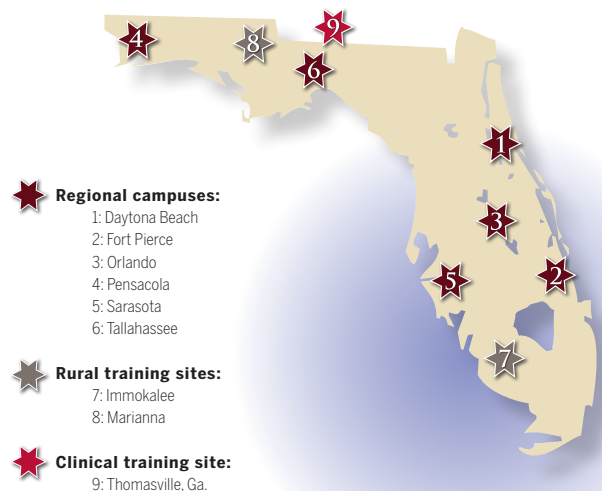 4
8
9
6
1
3
5
2
7
Regional campuses:
1: Daytona Beach
2: Fort Pierce
3: Orlando
4: Pensacola
5: Sarasota
6: Tallahassee
Rural training sites:
7: Immokalee
8: Marianna
Clinical training site:
9: Thomasville, Ga.